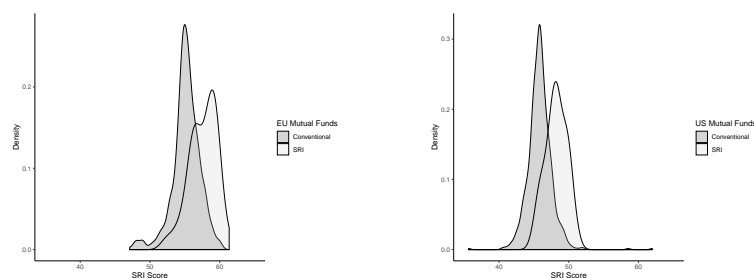 0.2
0.1
0.0
Density
40
50
60
SRI Score
EU Mutual Funds
Conventional
SRI
0.3
0.2
0.1
0.0
Density
40
50
60
SRI Score
US Mutual Funds
Conventional
SRI